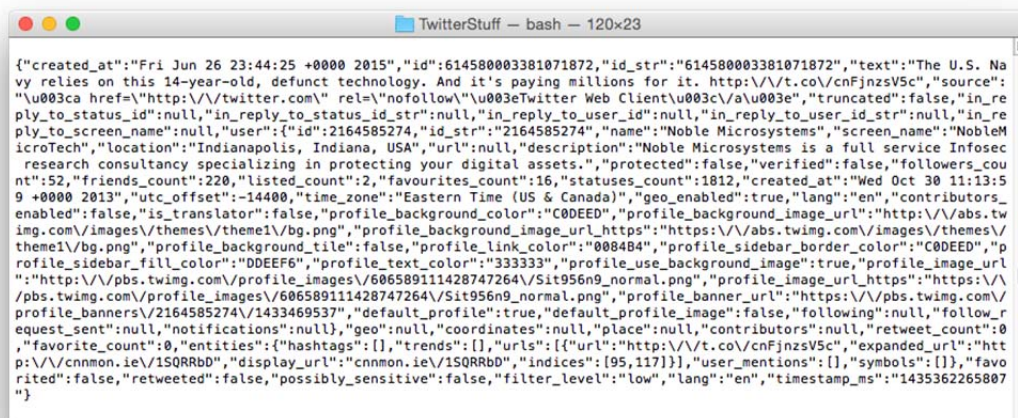 TwitterStuff — bash — 120×23
{"created_at":"Fri Jun 26 23:44:25 +0000 2015","id":614580003381071872,"id_str":"614580003381071872","text":"The U.S. Na
vy relies on this 14-year-old, defunct technology. And it's paying millions for it. http:\/\/t.co\/cnFjnzsV5c","source":
"\u003ca href=\"http:\/\/twitter.com\" rel=\"nofollow\"\u003eTwitter Web Client\u003c\/a\u003e","truncated":false,"in_re
ply_to_status_id":null,"in_reply_to_status_id_str":null,"in_reply_to_user_id":null,"in_reply_to_user_id_str":null,"in_re
ply_to_screen_name":null,"user":{"id":2164585274,"id_str":"2164585274","name":"Noble Microsystems","screen_name":"NobleM
icroTech","location":"Indianapolis, Indiana, USA","url":null,"description":"Noble Microsystems is a full service Infosec
 research consultancy specializing in protecting your digital assets.","protected":false,"verified":false,"followers_cou
nt":52,"friends_count":220,"listed_count":2,"favourites_count":16,"statuses_count":1812,"created_at":"Wed Oct 30 11:13:5
9 +0000 2013","utc_offset":-14400,"time_zone":"Eastern Time (US & Canada)","geo_enabled":true,"lang":"en","contributors_
enabled":false,"is_translator":false,"profile_background_color":"C0DEED","profile_background_image_url":"http:\/\/abs.tw
img.com\/images\/themes\/theme1\/bg.png","profile_background_image_url_https":"https:\/\/abs.twimg.com\/images\/themes\/
theme1\/bg.png","profile_background_tile":false,"profile_link_color":"0084B4","profile_sidebar_border_color":"C0DEED","p
rofile_sidebar_fill_color":"DDEEF6","profile_text_color":"333333","profile_use_background_image":true,"profile_image_url
":"http:\/\/pbs.twimg.com\/profile_images\/606589111428747264\/Sit956n9_normal.png","profile_image_url_https":"https:\/\
/pbs.twimg.com\/profile_images\/606589111428747264\/Sit956n9_normal.png","profile_banner_url":"https:\/\/pbs.twimg.com\/
profile_banners\/2164585274\/1433469537","default_profile":true,"default_profile_image":false,"following":null,"follow_r
equest_sent":null,"notifications":null},"geo":null,"coordinates":null,"place":null,"contributors":null,"retweet_count":0
,"favorite_count":0,"entities":{"hashtags":[],"trends":[],"urls":[{"url":"http:\/\/t.co\/cnFjnzsV5c","expanded_url":"htt
p:\/\/cnnmon.ie\/1SQRRbD","display_url":"cnnmon.ie\/1SQRRbD","indices":[95,117]}],"user_mentions":[],"symbols":[]},"favo
rited":false,"retweeted":false,"possibly_sensitive":false,"filter_level":"low","lang":"en","timestamp_ms":"1435362265807
"}